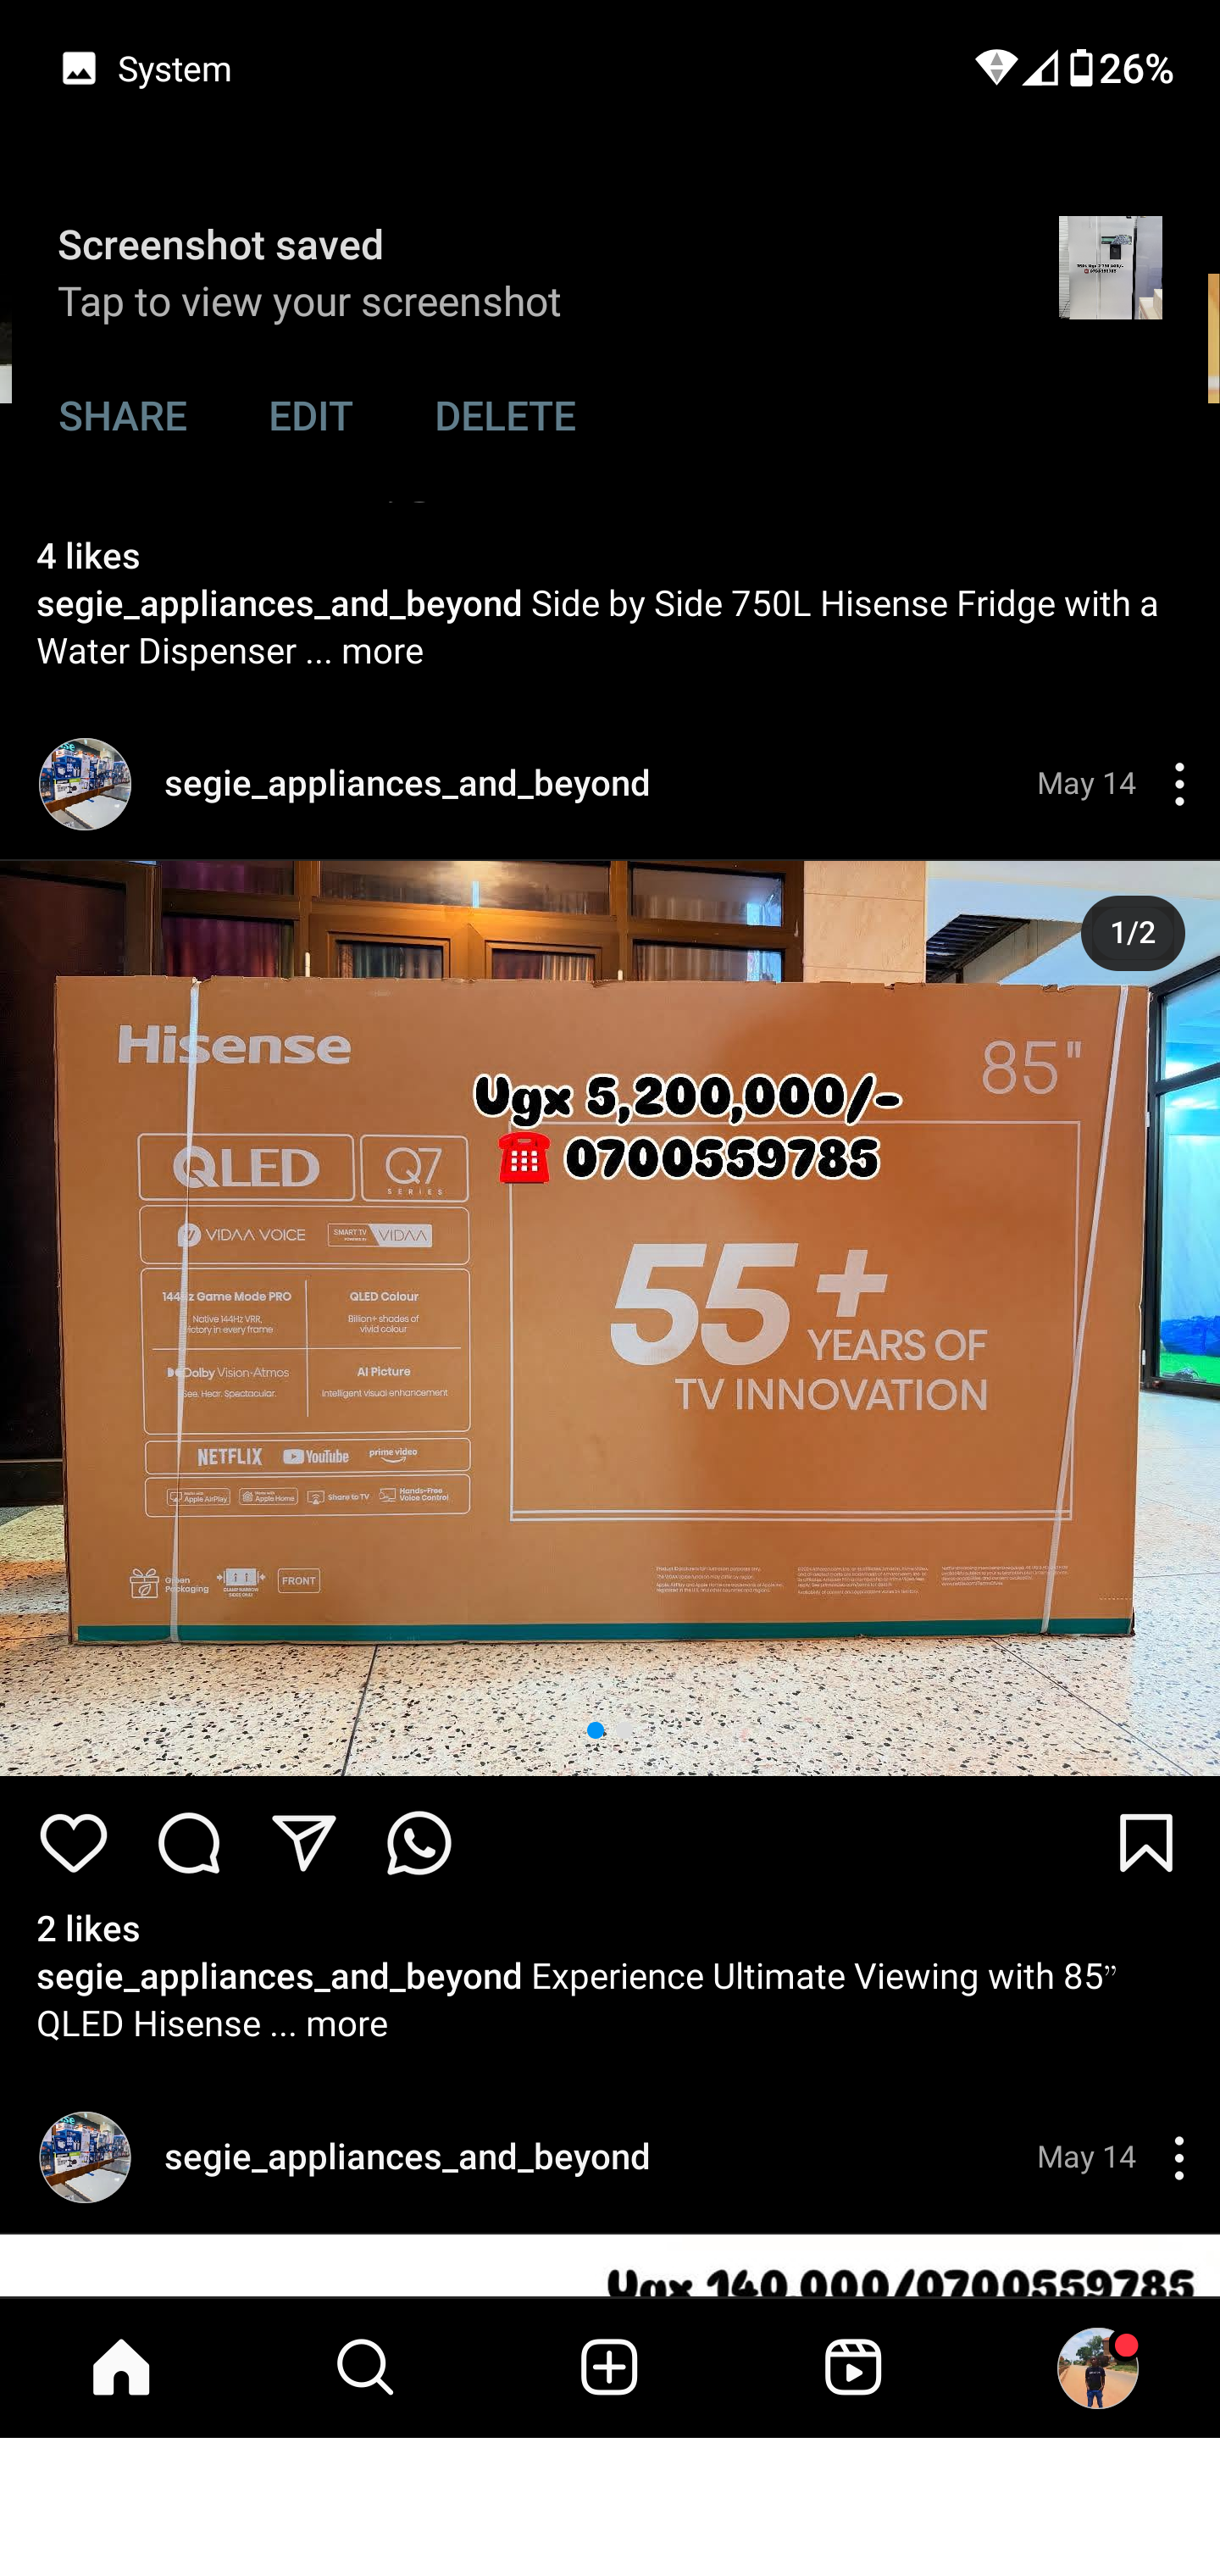 System
26%
Screenshot saved
Tap to view your screenshot
SHARE EDIT DELETE
4 likes
segie_appliances_and_beyond Side by Side 750L Hisense Fridge with a
Water Dispenser ... more
segie_appliances_and_beyond May 14
1/2
Hisense
85"
Ugx 5,200,000/-
☎️ 0700559785
QLED Q7
SERIES
VIDAA VOICE SMART TV VIDAA
144Hz Game Mode PRO
Native 144Hz VRR,
victory in every frame
QLED Colour
Billion+ shades of
vivid colour
Dolby Vision·Atmos
See. Hear. Spectacular.
AI Picture
Intelligent visual enhancement
NETFLIX YouTube prime video
Apple AirPlay Apple Home Share to TV Hands-Free
Voice Control
55+
YEARS OF
TV INNOVATION
Green
Packaging
FRONT
2 likes
segie_appliances_and_beyond Experience Ultimate Viewing with 85”
QLED Hisense ... more
segie_appliances_and_beyond May 14
Ugx 140,000/0700559785